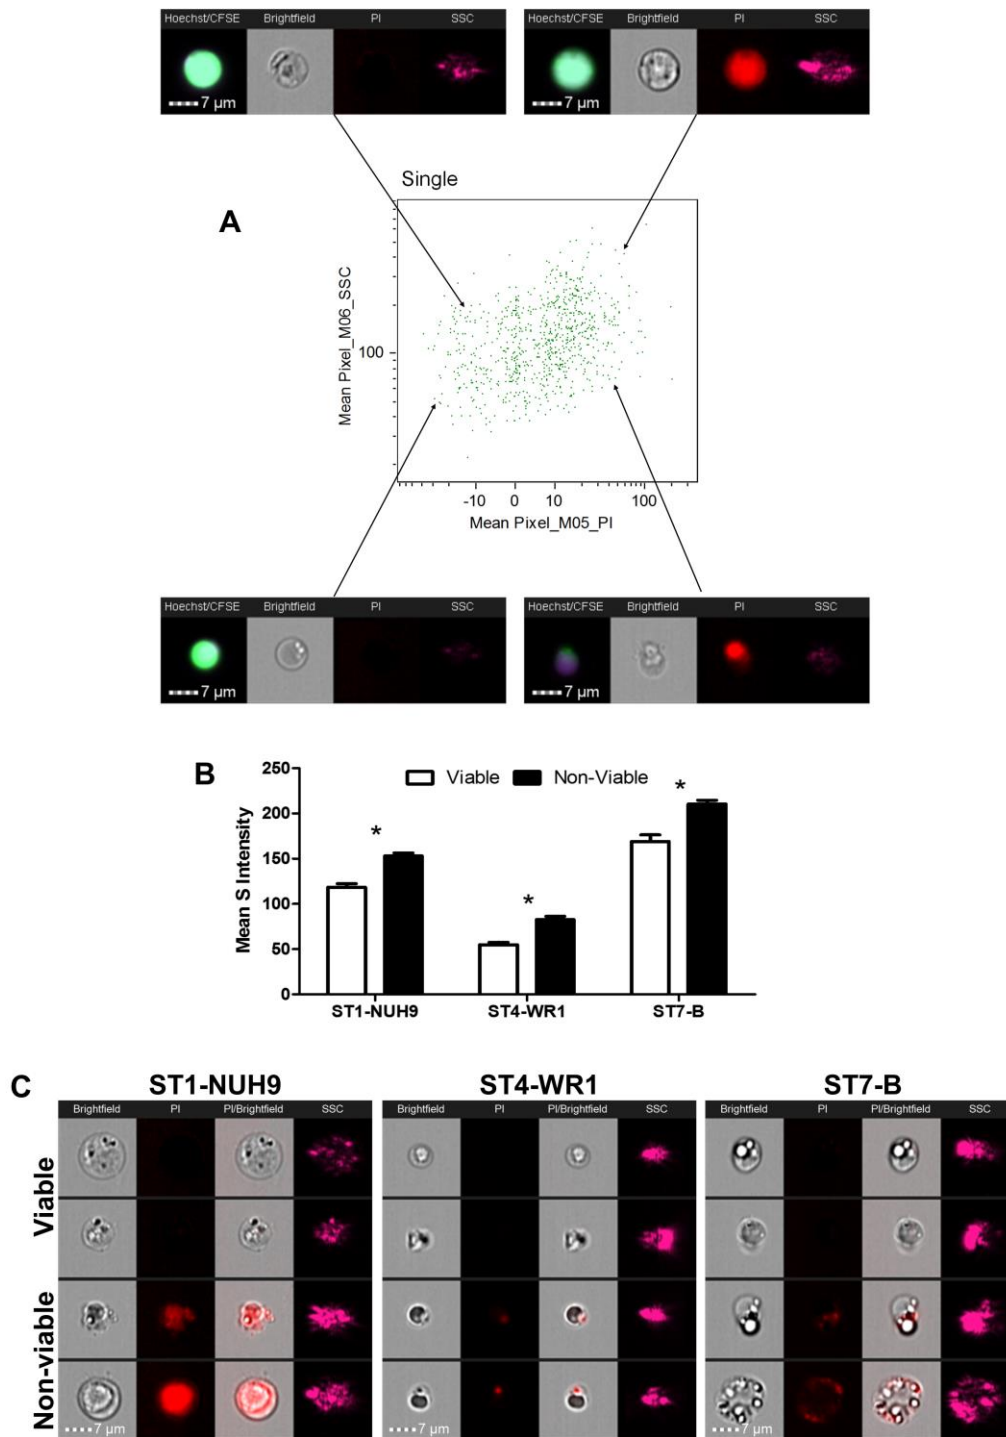 Hoechst/CFSE Brightfield PI SSC
7 µm
Hoechst/CFSE Brightfield PI SSC
7 µm
A
Single
Mean Pixel_M06_SSC
100
-10 0 10 100
Mean Pixel_M05_PI
Hoechst/CFSE Brightfield PI SSC
7 µm
Hoechst/CFSE Brightfield PI SSC
7 µm
B
Viable Non-Viable
Mean S Intensity
250
200
150
100
50
0
* * *
ST1-NUH9 ST4-WR1 ST7-B
C
ST1-NUH9 ST4-WR1 ST7-B
Brightfield PI PI/Brightfield SSC
Brightfield PI PI/Brightfield SSC
Brightfield PI PI/Brightfield SSC
Viable
Non-viable
7 µm
7 µm
7 µm